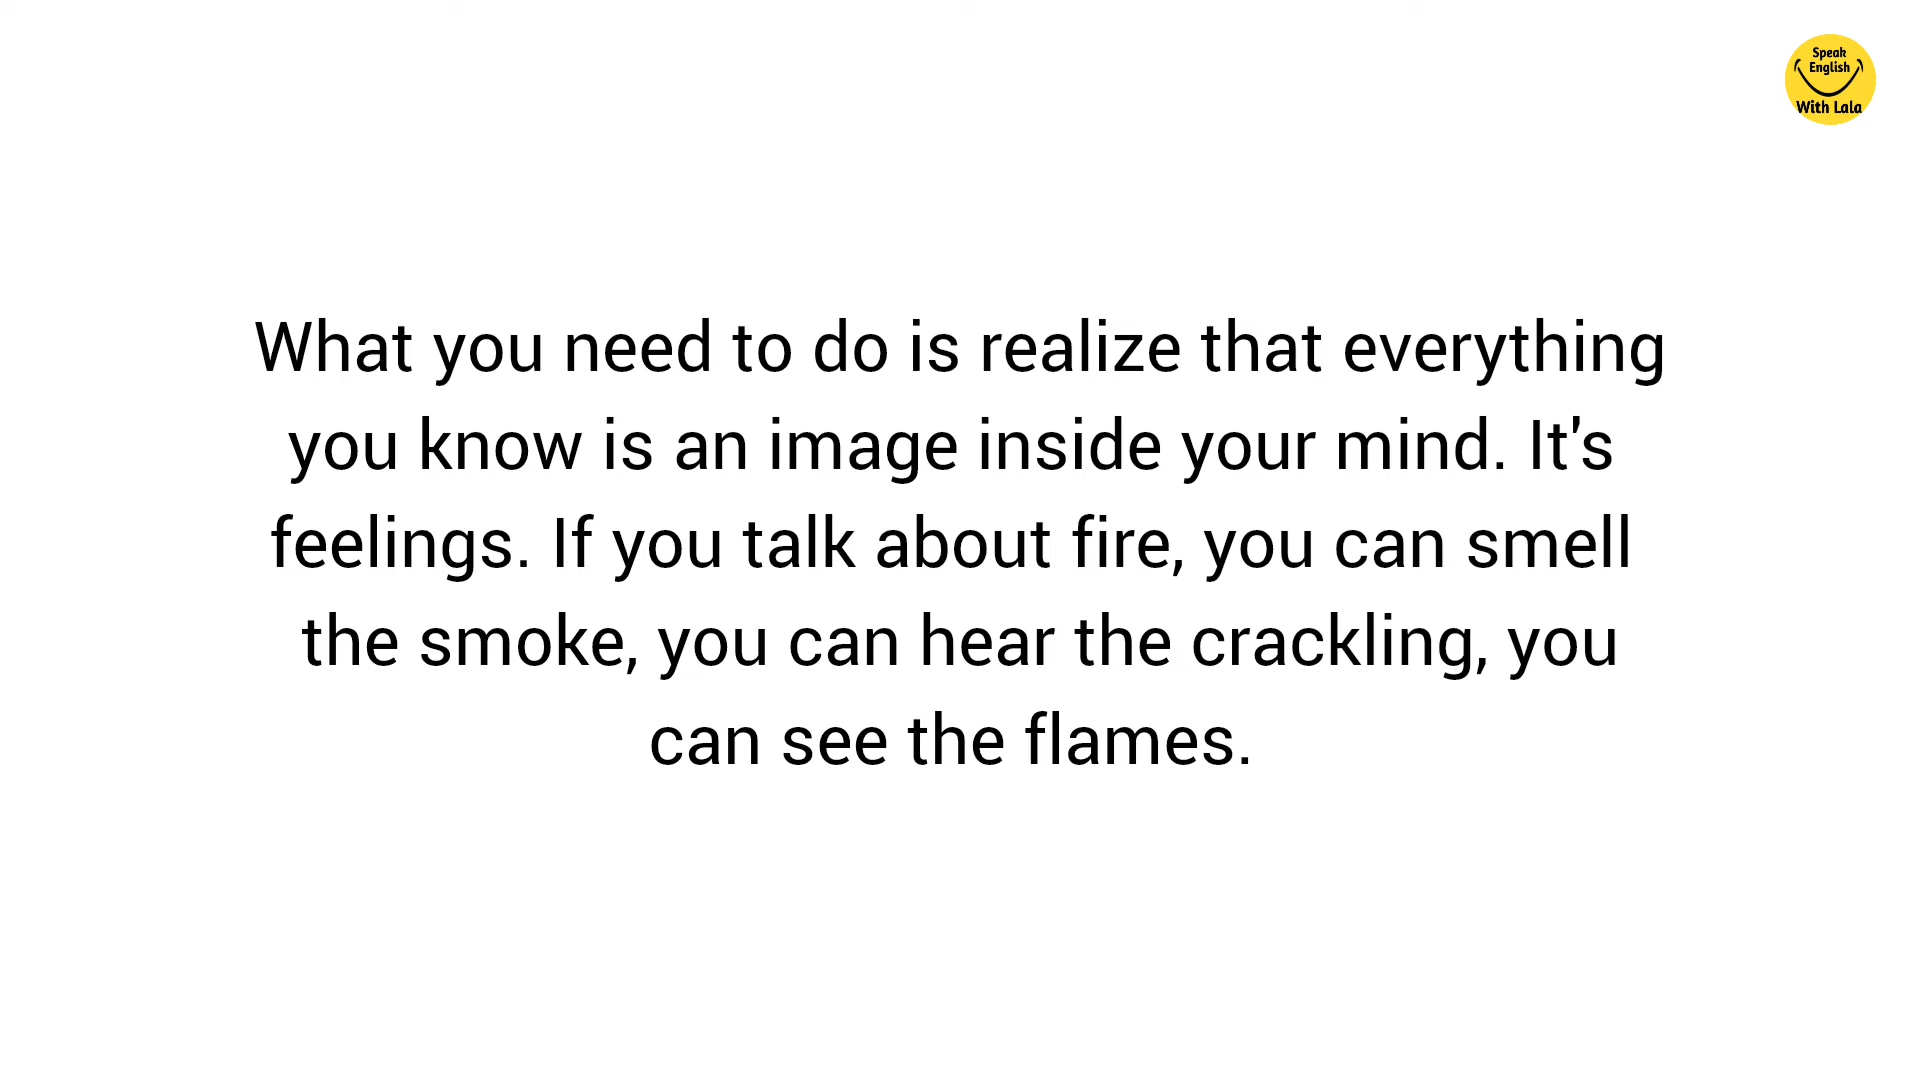 Speak
English
With Lala
What you need to do is realize that everything
you know is an image inside your mind. It's
feelings. If you talk about fire, you can smell
the smoke, you can hear the crackling, you
can see the flames.